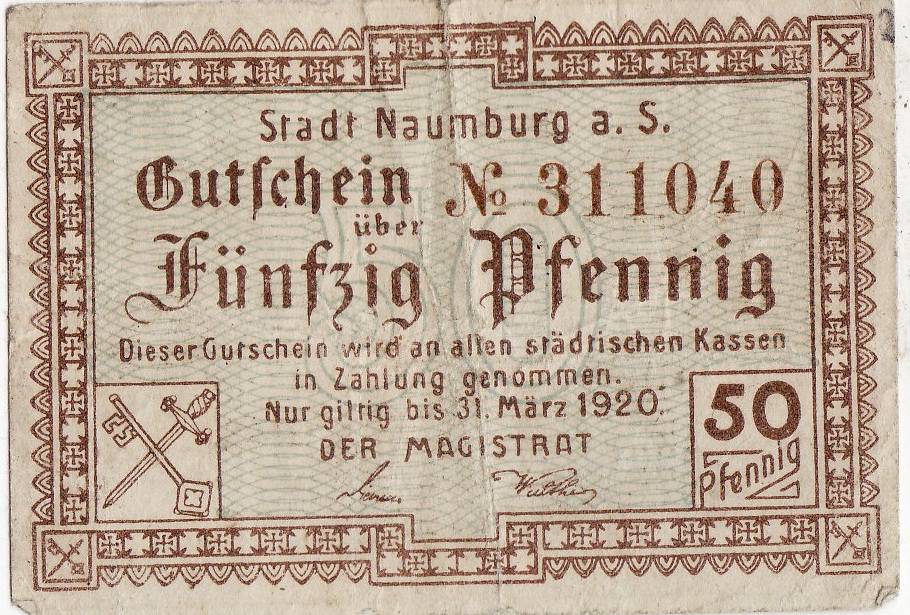 Stadt Naumburg a. S.
Gutschein № 311040
über
Fünfzig Pfennig
Dieser Gutschein wird an allen städtischen Kassen
in Zahlung genommen.
Nur giltig bis 31. März 1920.
DER MAGISTRAT
50
Pfennig